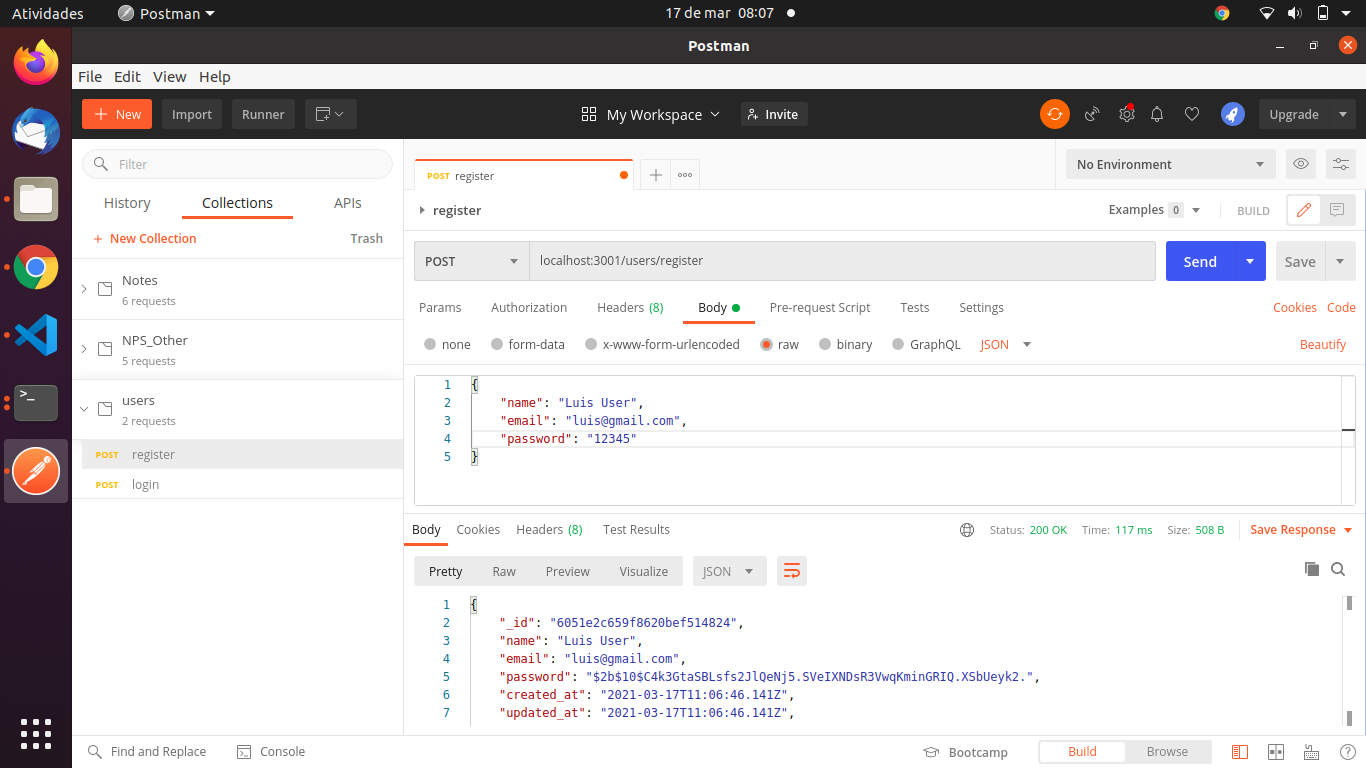 Atividades Postman 17 de mar 08:07
Postman
File Edit View Help
New Import Runner My Workspace Invite Upgrade
Filter
History Collections APIs
+ New Collection Trash
Notes
6 requests
NPS_Other
5 requests
users
2 requests
POST register
POST login
POST register
No Environment
register
Examples 0 BUILD
POST localhost:3001/users/register Send Save
Params Authorization Headers (8) Body Pre-request Script Tests Settings Cookies Code
none form-data x-www-form-urlencoded raw binary GraphQL JSON Beautify
1 {
2 "name": "Luis User",
3 "email": "luis@gmail.com",
4 "password": "12345"
5 }
Body Cookies Headers (8) Test Results Status: 200 OK Time: 117 ms Size: 508 B Save Response
Pretty Raw Preview Visualize JSON
1 {
2 "_id": "6051e2c659f8620bef514824",
3 "name": "Luis User",
4 "email": "luis@gmail.com",
5 "password": "$2b$10$C4k3GtaSBLsfs2JlQeNj5.SVeIXNDsR3VwqKminGRIQ.XSbUeyk2.",
6 "created_at": "2021-03-17T11:06:46.141Z",
7 "updated_at": "2021-03-17T11:06:46.141Z",
Find and Replace Console Bootcamp Build Browse